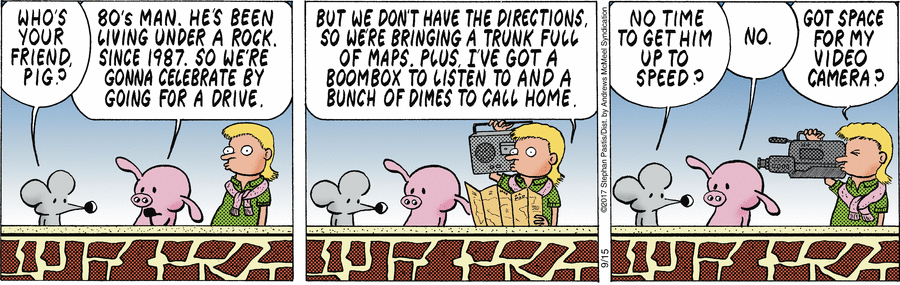 WHO'S
YOUR
FRIEND,
PIG?
80's MAN. HE'S BEEN
LIVING UNDER A ROCK
SINCE 1987. SO WE'RE
GONNA CELEBRATE BY
GOING FOR A DRIVE.
BUT WE DON'T HAVE THE DIRECTIONS,
SO WE'RE BRINGING A TRUNK FULL
OF MAPS. PLUS, I'VE GOT A
BOOMBOX TO LISTEN TO AND A
BUNCH OF DIMES TO CALL HOME.
©2017 Stephan Pastis/Dist. by Andrews McMeel Syndication
9/15
NO TIME
TO GET HIM
UP TO
SPEED?
NO.
GOT SPACE
FOR MY
VIDEO
CAMERA?